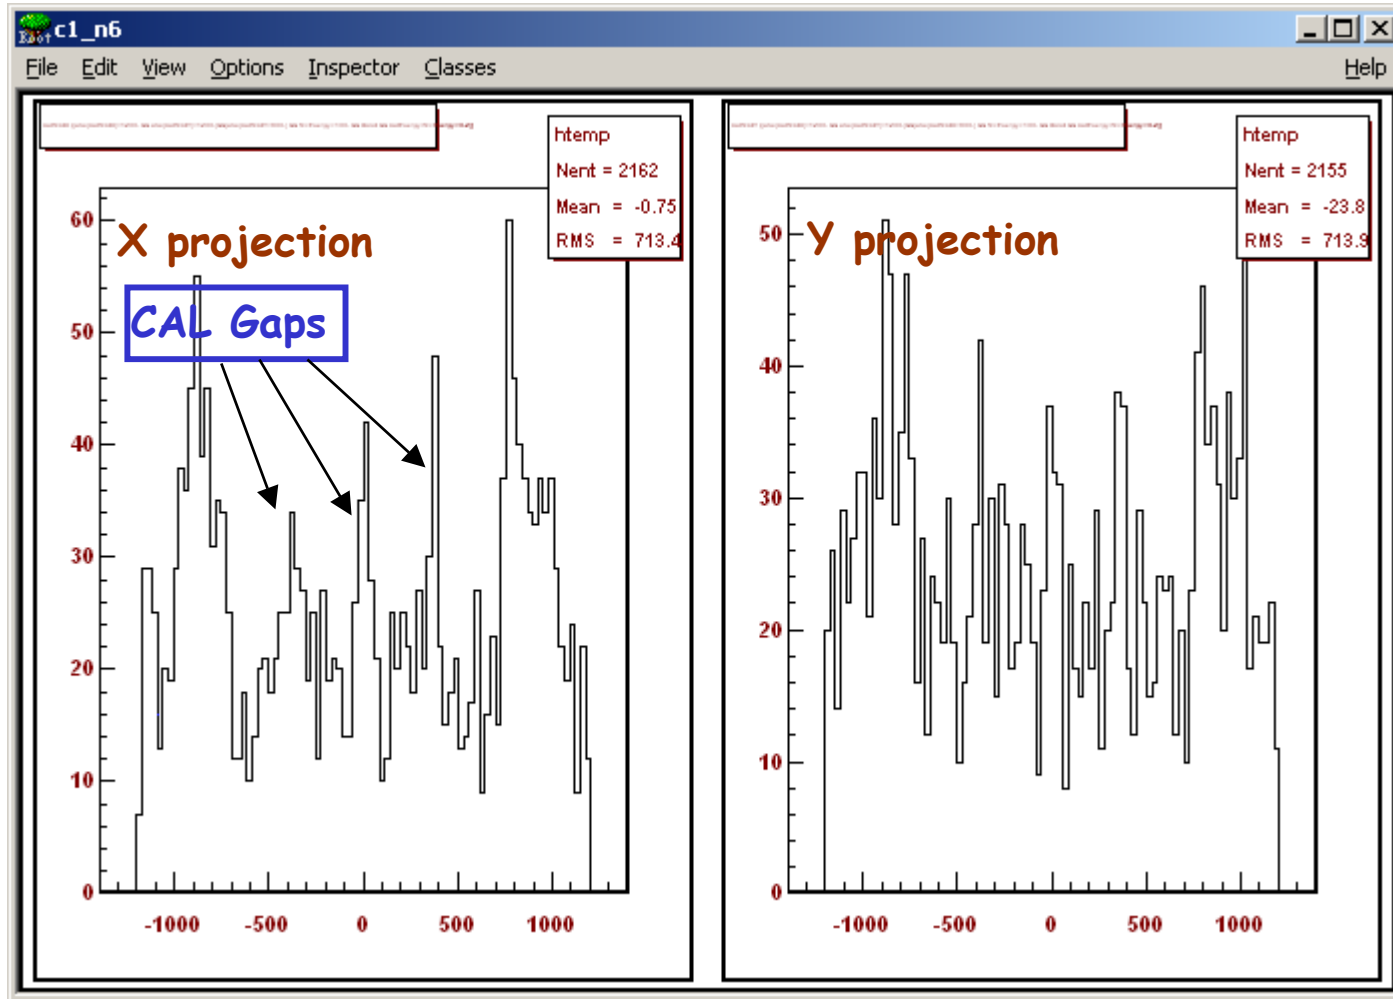 c1_n6
File Edit View Options Inspector Classes Help
htemp
Nent = 2162
Mean = -0.75
RMS = 713.4
X projection
CAL Gaps
60
50
40
30
20
10
0
-1000 -500 0 500 1000
htemp
Nent = 2155
Mean = -23.8
RMS = 713.9
Y projection
50
40
30
20
10
0
-1000 -500 0 500 1000